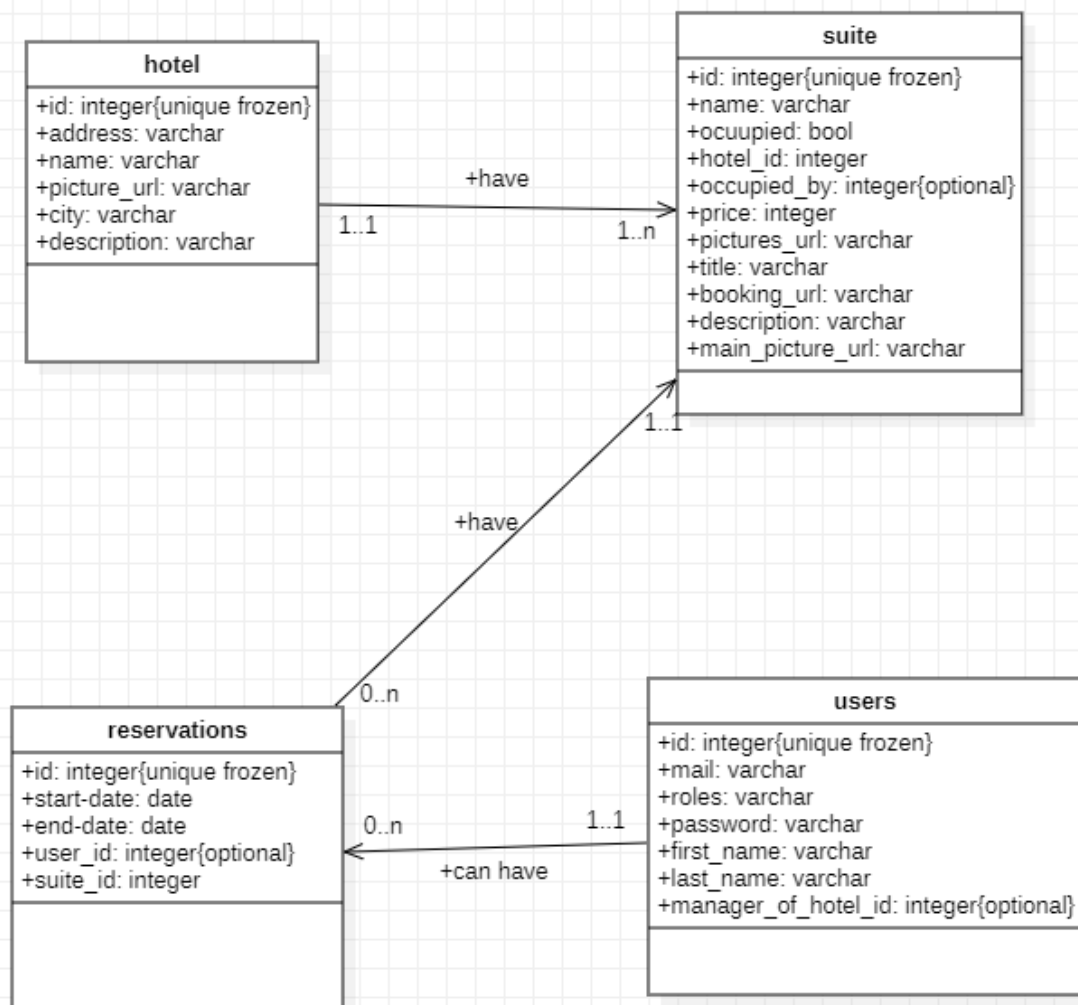 hotel
+id: integer{unique frozen}
+address: varchar
+name: varchar
+picture_url: varchar
+city: varchar
+description: varchar
+have
1..1
1..n
suite
+id: integer{unique frozen}
+name: varchar
+ocuupied: bool
+hotel_id: integer
+occupied_by: integer{optional}
+price: integer
+pictures_url: varchar
+title: varchar
+booking_url: varchar
+description: varchar
+main_picture_url: varchar
1..1
+have
0..n
reservations
+id: integer{unique frozen}
+start-date: date
+end-date: date
+user_id: integer{optional}
+suite_id: integer
0..n
1..1
+can have
users
+id: integer{unique frozen}
+mail: varchar
+roles: varchar
+password: varchar
+first_name: varchar
+last_name: varchar
+manager_of_hotel_id: integer{optional}